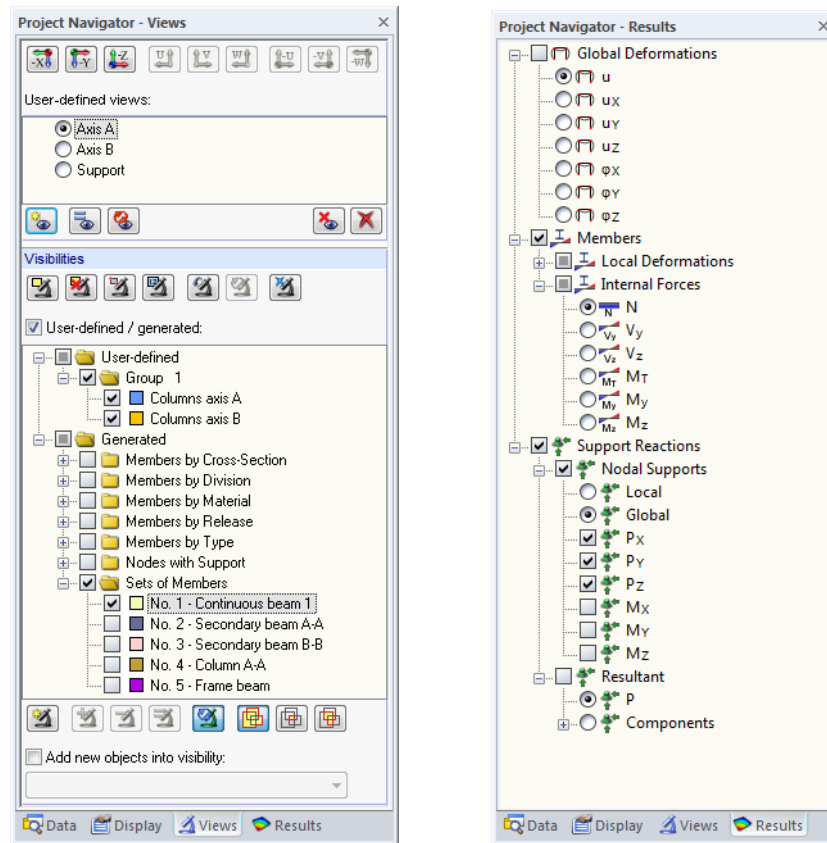 Project Navigator - Views
-X -Y -Z U V W -U -V -W
User-defined views:
Axis A
Axis B
Support
Visibilities
User-defined / generated:
User-defined
Group 1
Columns axis A
Columns axis B
Generated
Members by Cross-Section
Members by Division
Members by Material
Members by Release
Members by Type
Nodes with Support
Sets of Members
No. 1 - Continuous beam 1
No. 2 - Secondary beam A-A
No. 3 - Secondary beam B-B
No. 4 - Column A-A
No. 5 - Frame beam
Add new objects into visibility:
Data Display Views Results
Project Navigator - Results
Global Deformations
u
uX
uY
uZ
φX
φY
φZ
Members
Local Deformations
Internal Forces
N N
Vy Vy
Vz Vz
MT MT
My My
Mz Mz
Support Reactions
Nodal Supports
Local
Global
PX
PY
PZ
MX
MY
MZ
Resultant
P
Components
Data Display Views Results